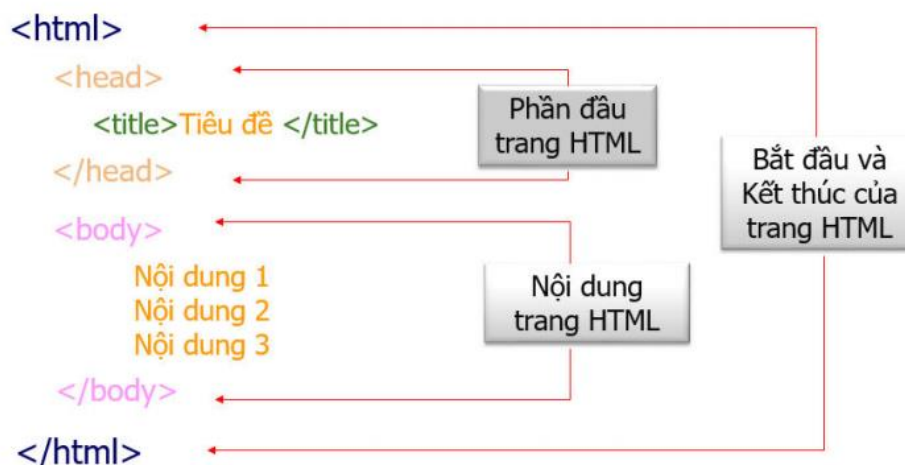 <html>
<head>
<title>Tiêu đề </title>
</head>
<body>
Nội dung 1
Nội dung 2
Nội dung 3
</body>
</html>
Phần đầu
trang HTML
Nội dung
trang HTML
Bắt đầu và
Kết thúc của
trang HTML